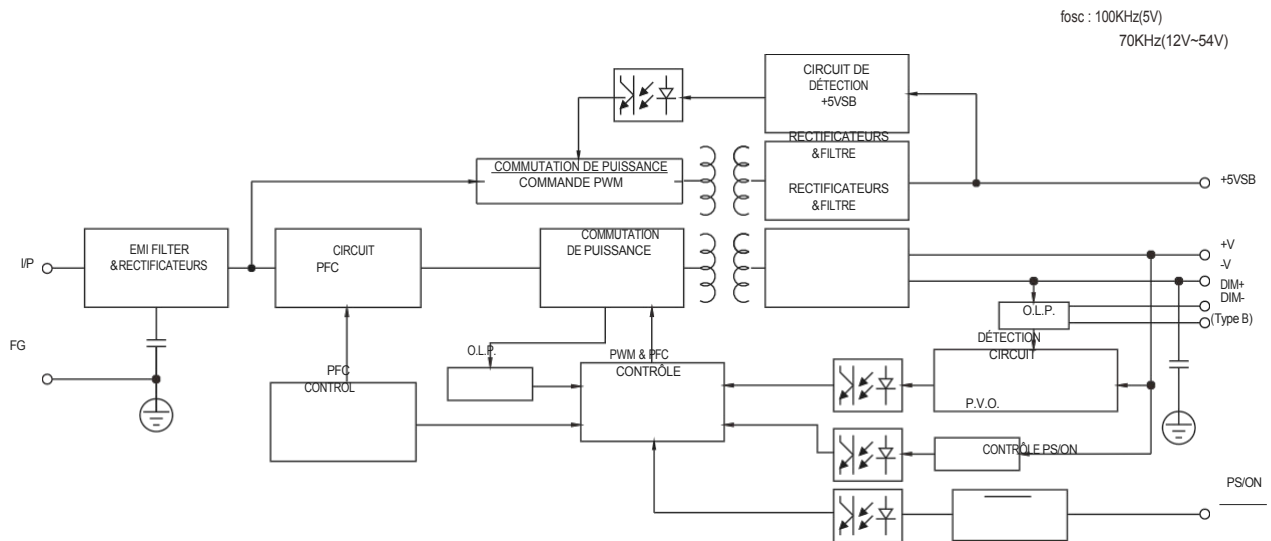 fosc : 100KHz(5V)
70KHz(12V~54V)
CIRCUIT DE
DÉTECTION
+5VSB
RECTIFICATEURS
&FILTRE
COMMUTATION DE PUISSANCE
COMMANDE PWM
RECTIFICATEURS
&FILTRE
+5VSB
I/P
EMI FILTER
&RECTIFICATEURS
CIRCUIT
PFC
COMMUTATION
DE PUISSANCE
+V
-V
DIM+
DIM-
(Type B)
O.L.P.
FG
O.L.P.
PFC
CONTROL
PWM & PFC
CONTRÔLE
DÉTECTION
CIRCUIT
P.V.O.
CONTRÔLE PS/ON
PS/ON